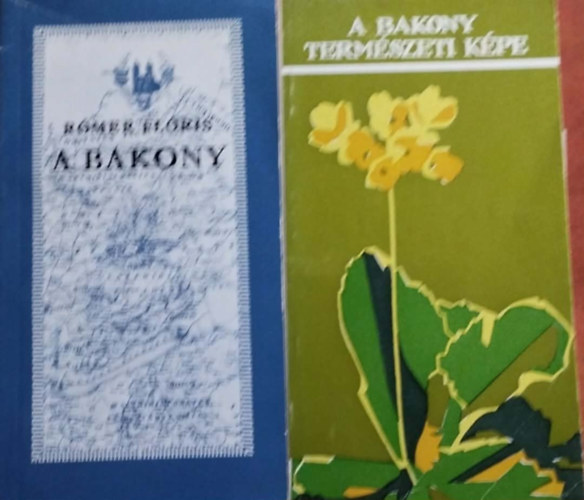 RÓMER FLÓRIS
A BAKONY
A BAKONY
TERMÉSZETI KÉPE